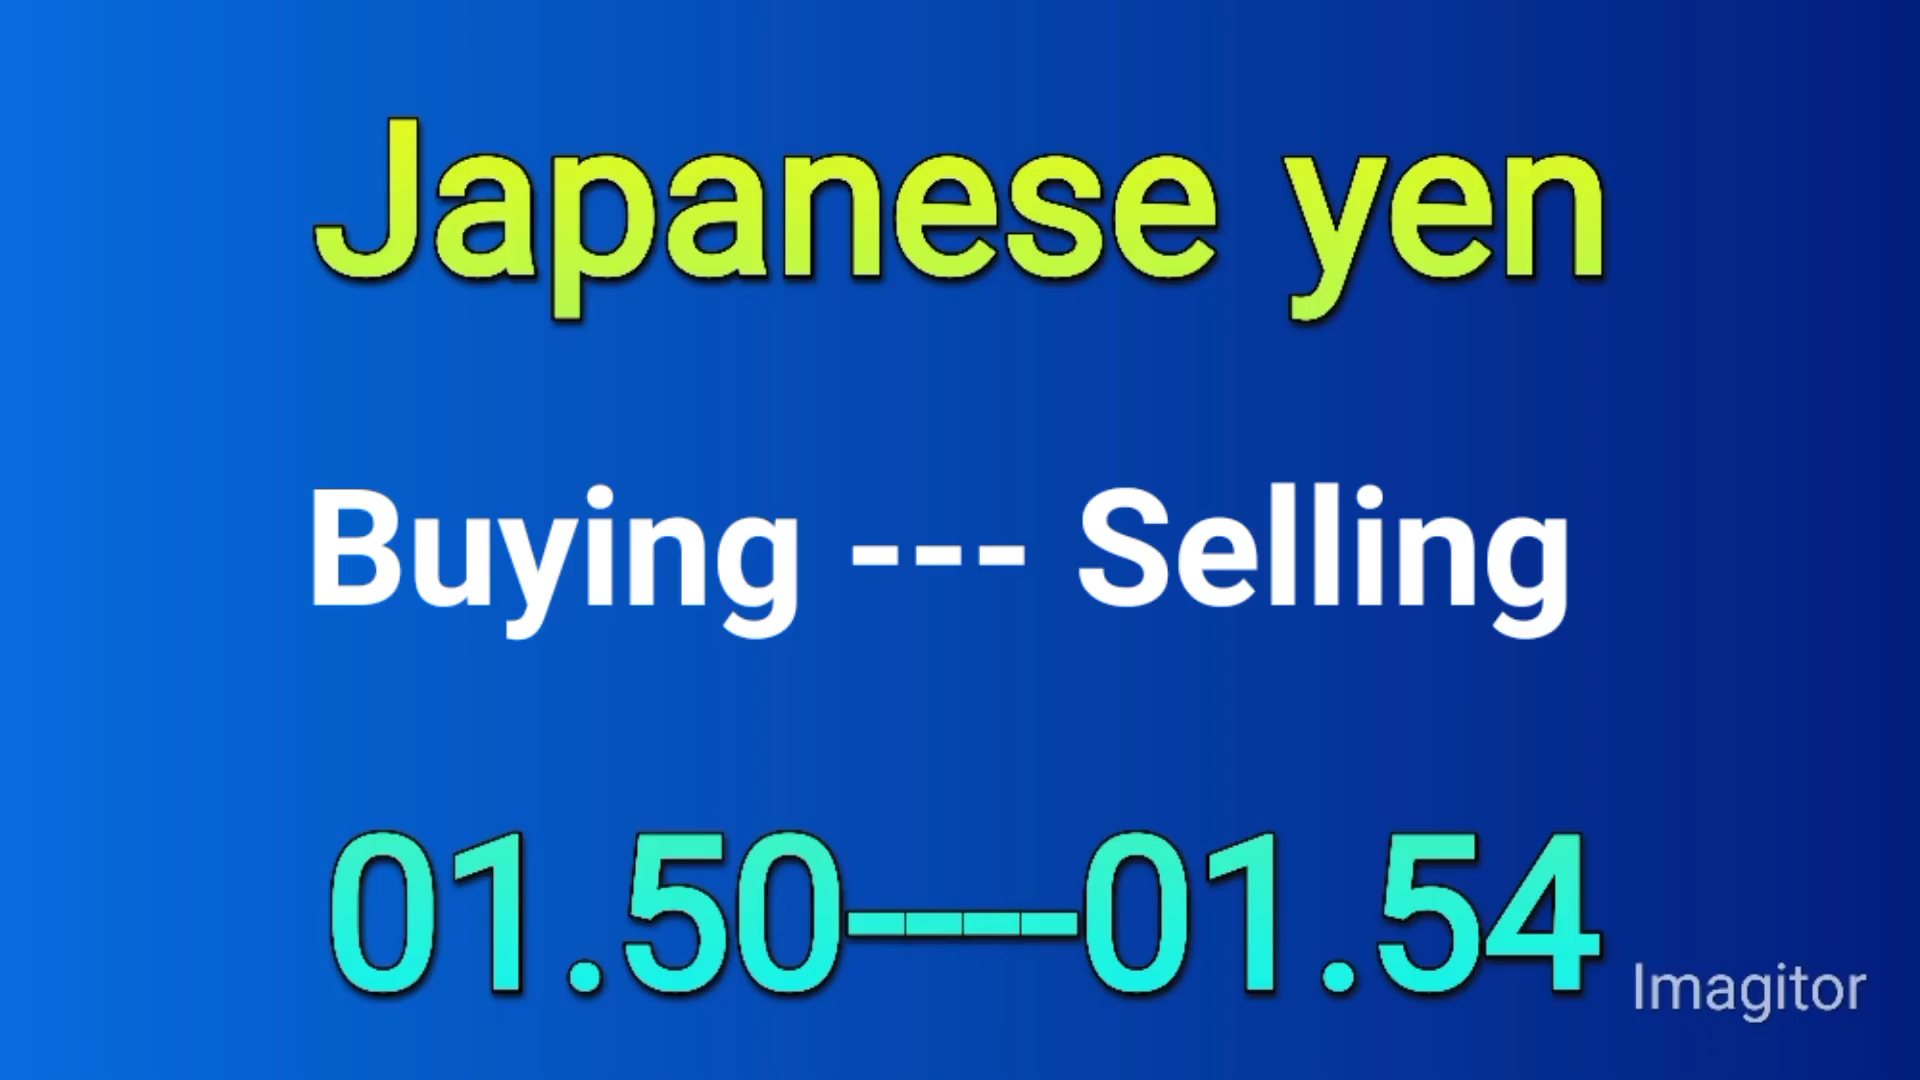 Japanese yen
Buying --- Selling
01.50----01.54
Imagitor